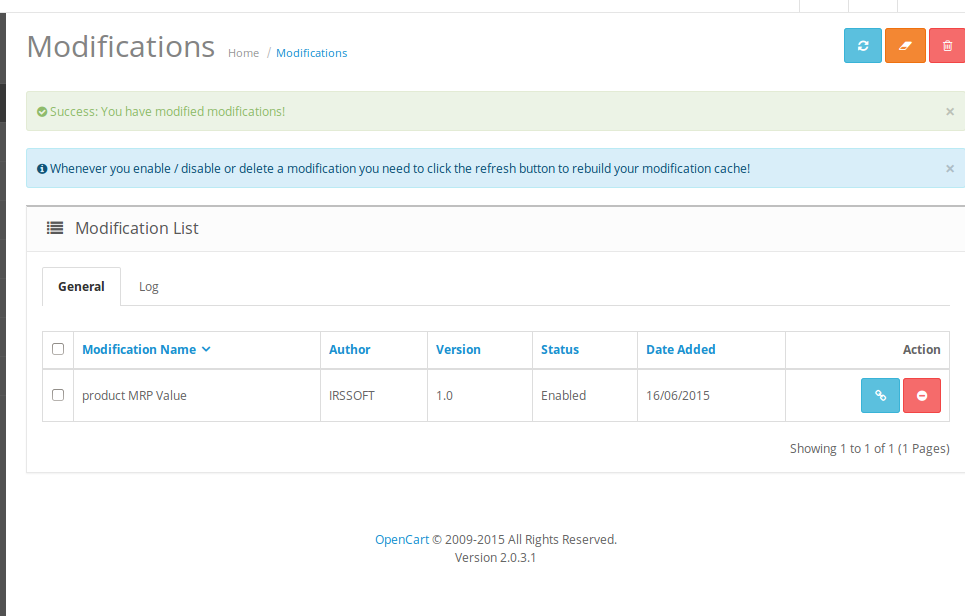 Modifications Home / Modifications
Success: You have modified modifications! ×
Whenever you enable / disable or delete a modification you need to click the refresh button to rebuild your modification cache! ×
Modification List
General Log
Modification Name Author Version Status Date Added Action
product MRP Value IRSSOFT 1.0 Enabled 16/06/2015
Showing 1 to 1 of 1 (1 Pages)
OpenCart © 2009-2015 All Rights Reserved.
Version 2.0.3.1